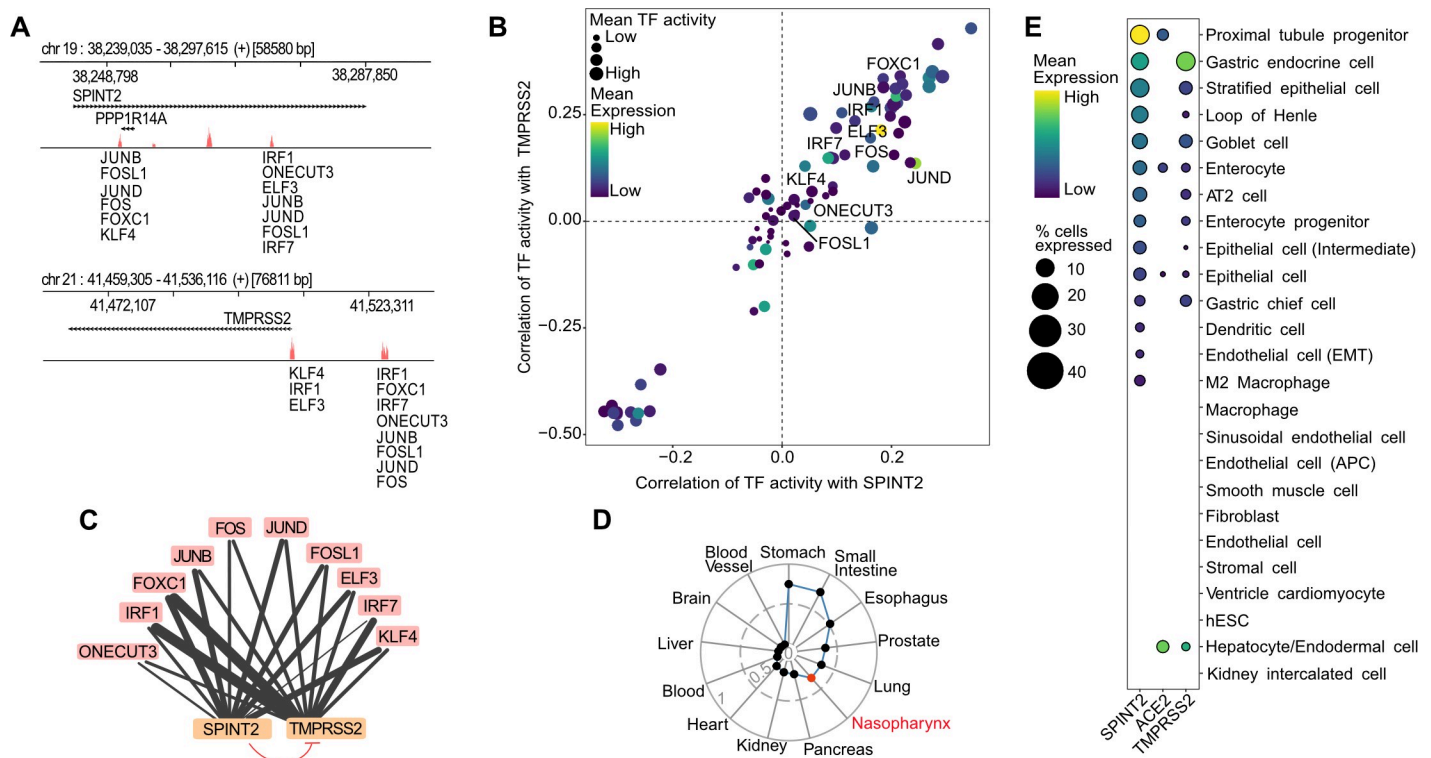 A
chr 19 : 38,239,035 - 38,297,615 (+) [58580 bp]
38,248,798
38,287,850
SPINT2
PPP1R14A
JUNB
FOSL1
JUND
FOS
FOXC1
KLF4
IRF1
ONECUT3
ELF3
JUNB
JUND
FOSL1
IRF7
chr 21 : 41,459,305 - 41,536,116 (+) [76811 bp]
41,472,107
41,523,311
TMPRSS2
KLF4
IRF1
ELF3
IRF1
FOXC1
IRF7
ONECUT3
JUNB
FOSL1
JUND
FOS
B
Mean TF activity
Low
High
Mean
Expression
High
Low
Correlation of TF activity with TMPRSS2
0.25
0.00
−0.25
−0.50
−0.2
0.0
0.2
Correlation of TF activity with SPINT2
FOXC1
JUNB
IRF1
ELF3
IRF7
FOS
JUND
KLF4
ONECUT3
FOSL1
C
FOS
JUND
JUNB
FOSL1
FOXC1
ELF3
IRF1
IRF7
ONECUT3
KLF4
SPINT2
TMPRSS2
D
Blood
Vessel
Stomach
Small
Intestine
Brain
Esophagus
Liver
Prostate
Blood
Lung
Heart
Nasopharynx
Kidney
Pancreas
0
0.5
1
E
Mean
Expression
High
Low
% cells
expressed
10
20
30
40
Proximal tubule progenitor
Gastric endocrine cell
Stratified epithelial cell
Loop of Henle
Goblet cell
Enterocyte
AT2 cell
Enterocyte progenitor
Epithelial cell (Intermediate)
Epithelial cell
Gastric chief cell
Dendritic cell
Endothelial cell (EMT)
M2 Macrophage
Macrophage
Sinusoidal endothelial cell
Endothelial cell (APC)
Smooth muscle cell
Fibroblast
Endothelial cell
Stromal cell
Ventricle cardiomyocyte
hESC
Hepatocyte/Endodermal cell
Kidney intercalated cell
SPINT2
ACE2
TMPRSS2